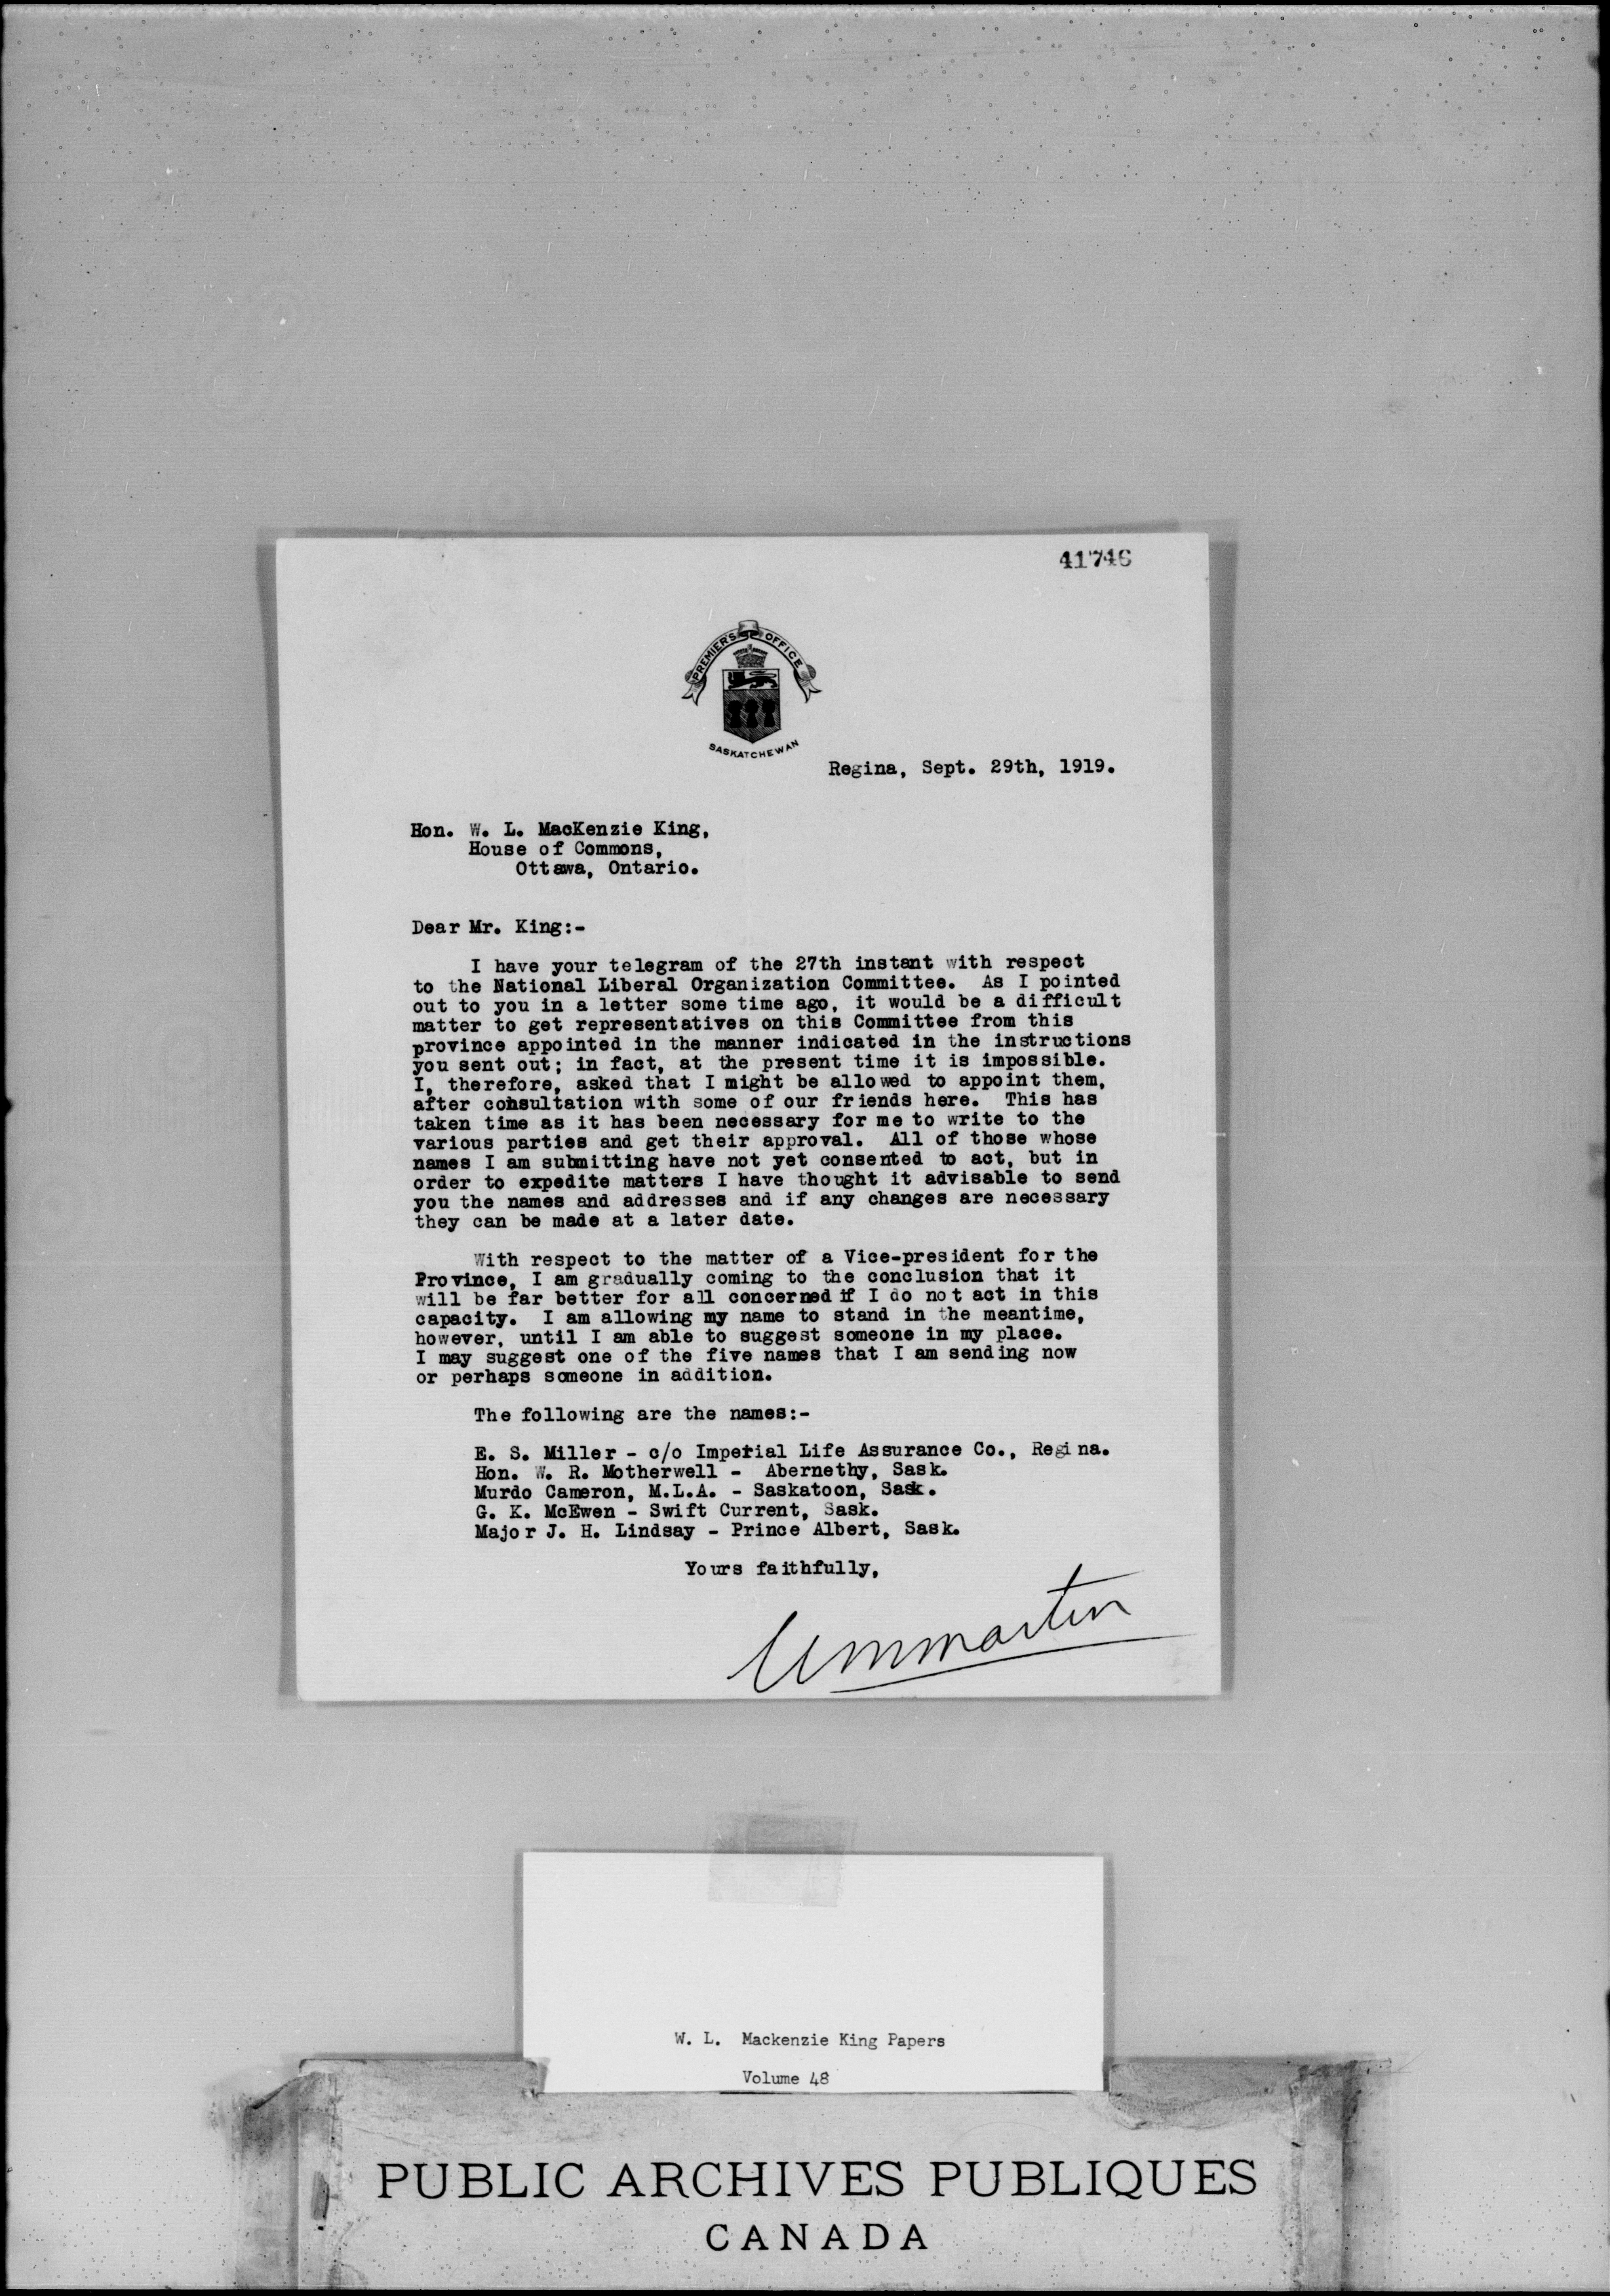 41746
PREMIER'S OFFICE
SASKATCHEWAN
Regina, Sept. 29th, 1919.
Hon. W. L. MacKenzie King,
House of Commons,
Ottawa, Ontario.
Dear Mr. King:-
I have your telegram of the 27th instant with respect
to the National Liberal Organization Committee. As I pointed
out to you in a letter some time ago, it would be a difficult
matter to get representatives on this Committee from this
province appointed in the manner indicated in the instructions
you sent out; in fact, at the present time it is impossible.
I, therefore, asked that I might be allowed to appoint them,
after consultation with some of our friends here. This has
taken time as it has been necessary for me to write to the
various parties and get their approval. All of those whose
names I am submitting have not yet consented to act, but in
order to expedite matters I have thought it advisable to send
you the names and addresses and if any changes are necessary
they can be made at a later date.
With respect to the matter of a Vice-president for the
Province, I am gradually coming to the conclusion that it
will be far better for all concerned if I do not act in this
capacity. I am allowing my name to stand in the meantime,
however, until I am able to suggest someone in my place.
I may suggest one of the five names that I am sending now
or perhaps someone in addition.
The following are the names:-
E. S. Miller - c/o Imperial Life Assurance Co., Regina.
Hon. W. R. Motherwell - Abernethy, Sask.
Murdo Cameron, M.L.A. - Saskatoon, Sask.
G. K. McEwen - Swift Current, Sask.
Major J. H. Lindsay - Prince Albert, Sask.
Yours faithfully,
Wmmartin
W. L. Mackenzie King Papers
Volume 48
PUBLIC ARCHIVES PUBLIQUES
CANADA